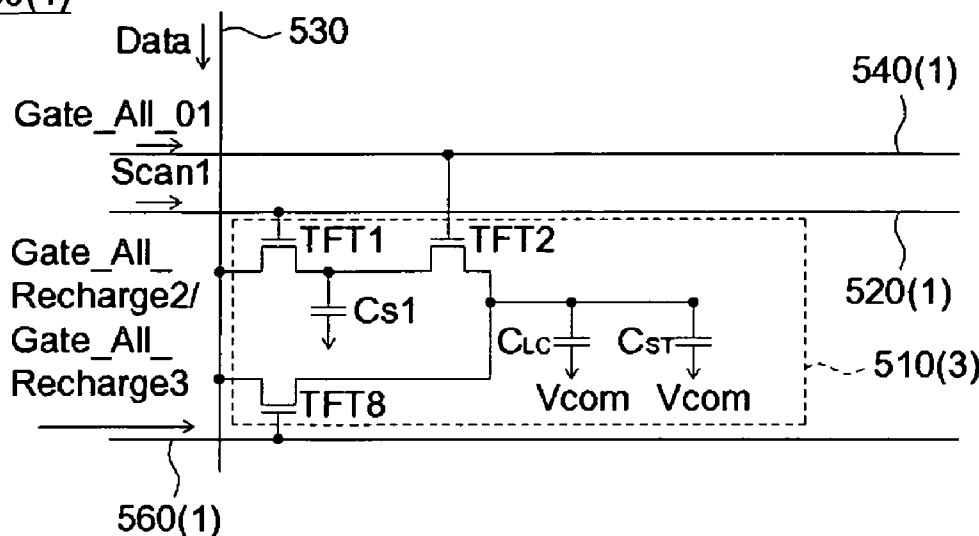 Data
530
540(1)
Gate_All_01
Scan1
TFT1
TFT2
Gate_All_
Recharge2/
Gate_All_
Recharge3
Cs1
520(1)
CLC
CST
510(3)
Vcom
Vcom
TFT8
560(1)